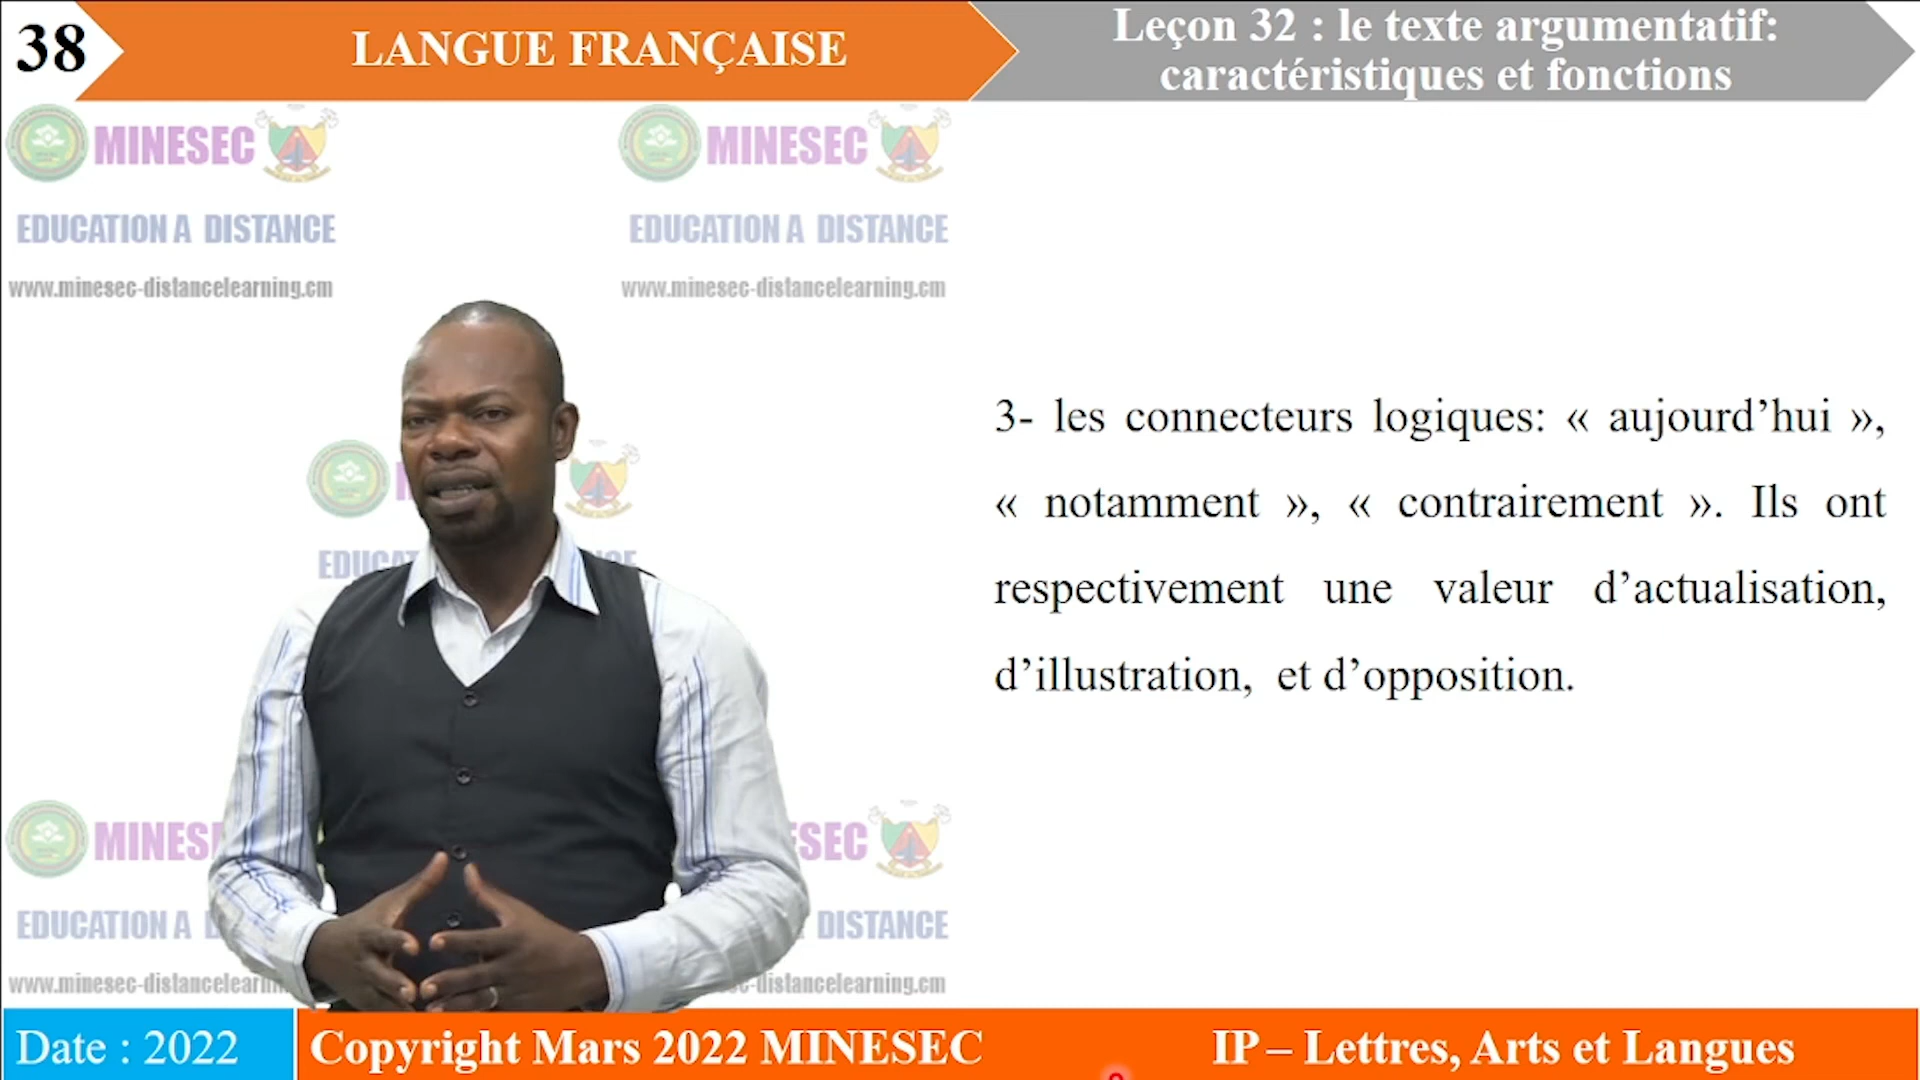 38
LANGUE FRANÇAISE
Leçon 32 : le texte argumentatif:
caractéristiques et fonctions
MINESEC
MINESEC
EDUCATION A DISTANCE
EDUCATION A DISTANCE
www.minesec-distancelearning.cm
www.minesec-distancelearning.cm
3- les connecteurs logiques: « aujourd’hui »,
« notamment », « contrairement ». Ils ont
respectivement une valeur d’actualisation,
d’illustration, et d’opposition.
EDUCATION A
DISTANCE
Date : 2022
Copyright Mars 2022 MINESEC
IP – Lettres, Arts et Langues